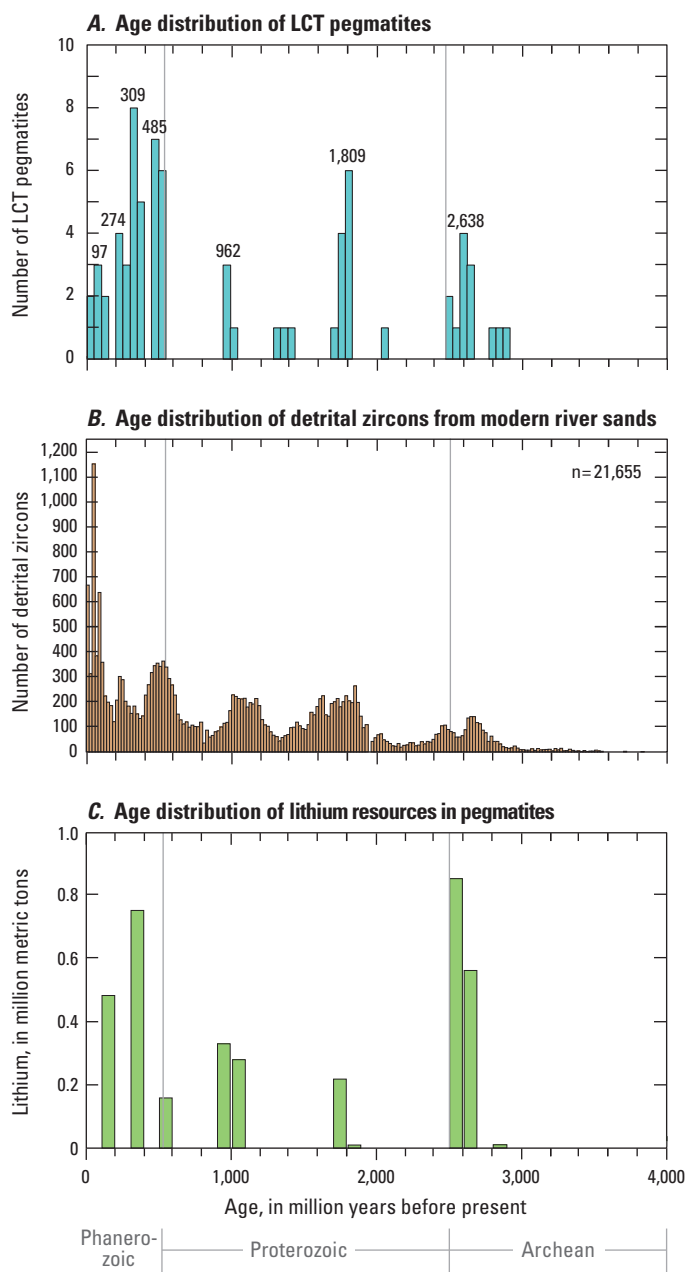 A. Age distribution of LCT pegmatites
10
8
6
4
2
0
Number of LCT pegmatites
97
274
309
485
962
1,809
2,638
B. Age distribution of detrital zircons from modern river sands
1,200
1,100
1,000
900
800
700
600
500
400
300
200
100
0
Number of detrital zircons
n=21,655
C. Age distribution of lithium resources in pegmatites
1.0
0.8
0.6
0.4
0.2
0
Lithium, in million metric tons
0 1,000 2,000 3,000 4,000
Age, in million years before present
Phanero-
zoic
Proterozoic
Archean